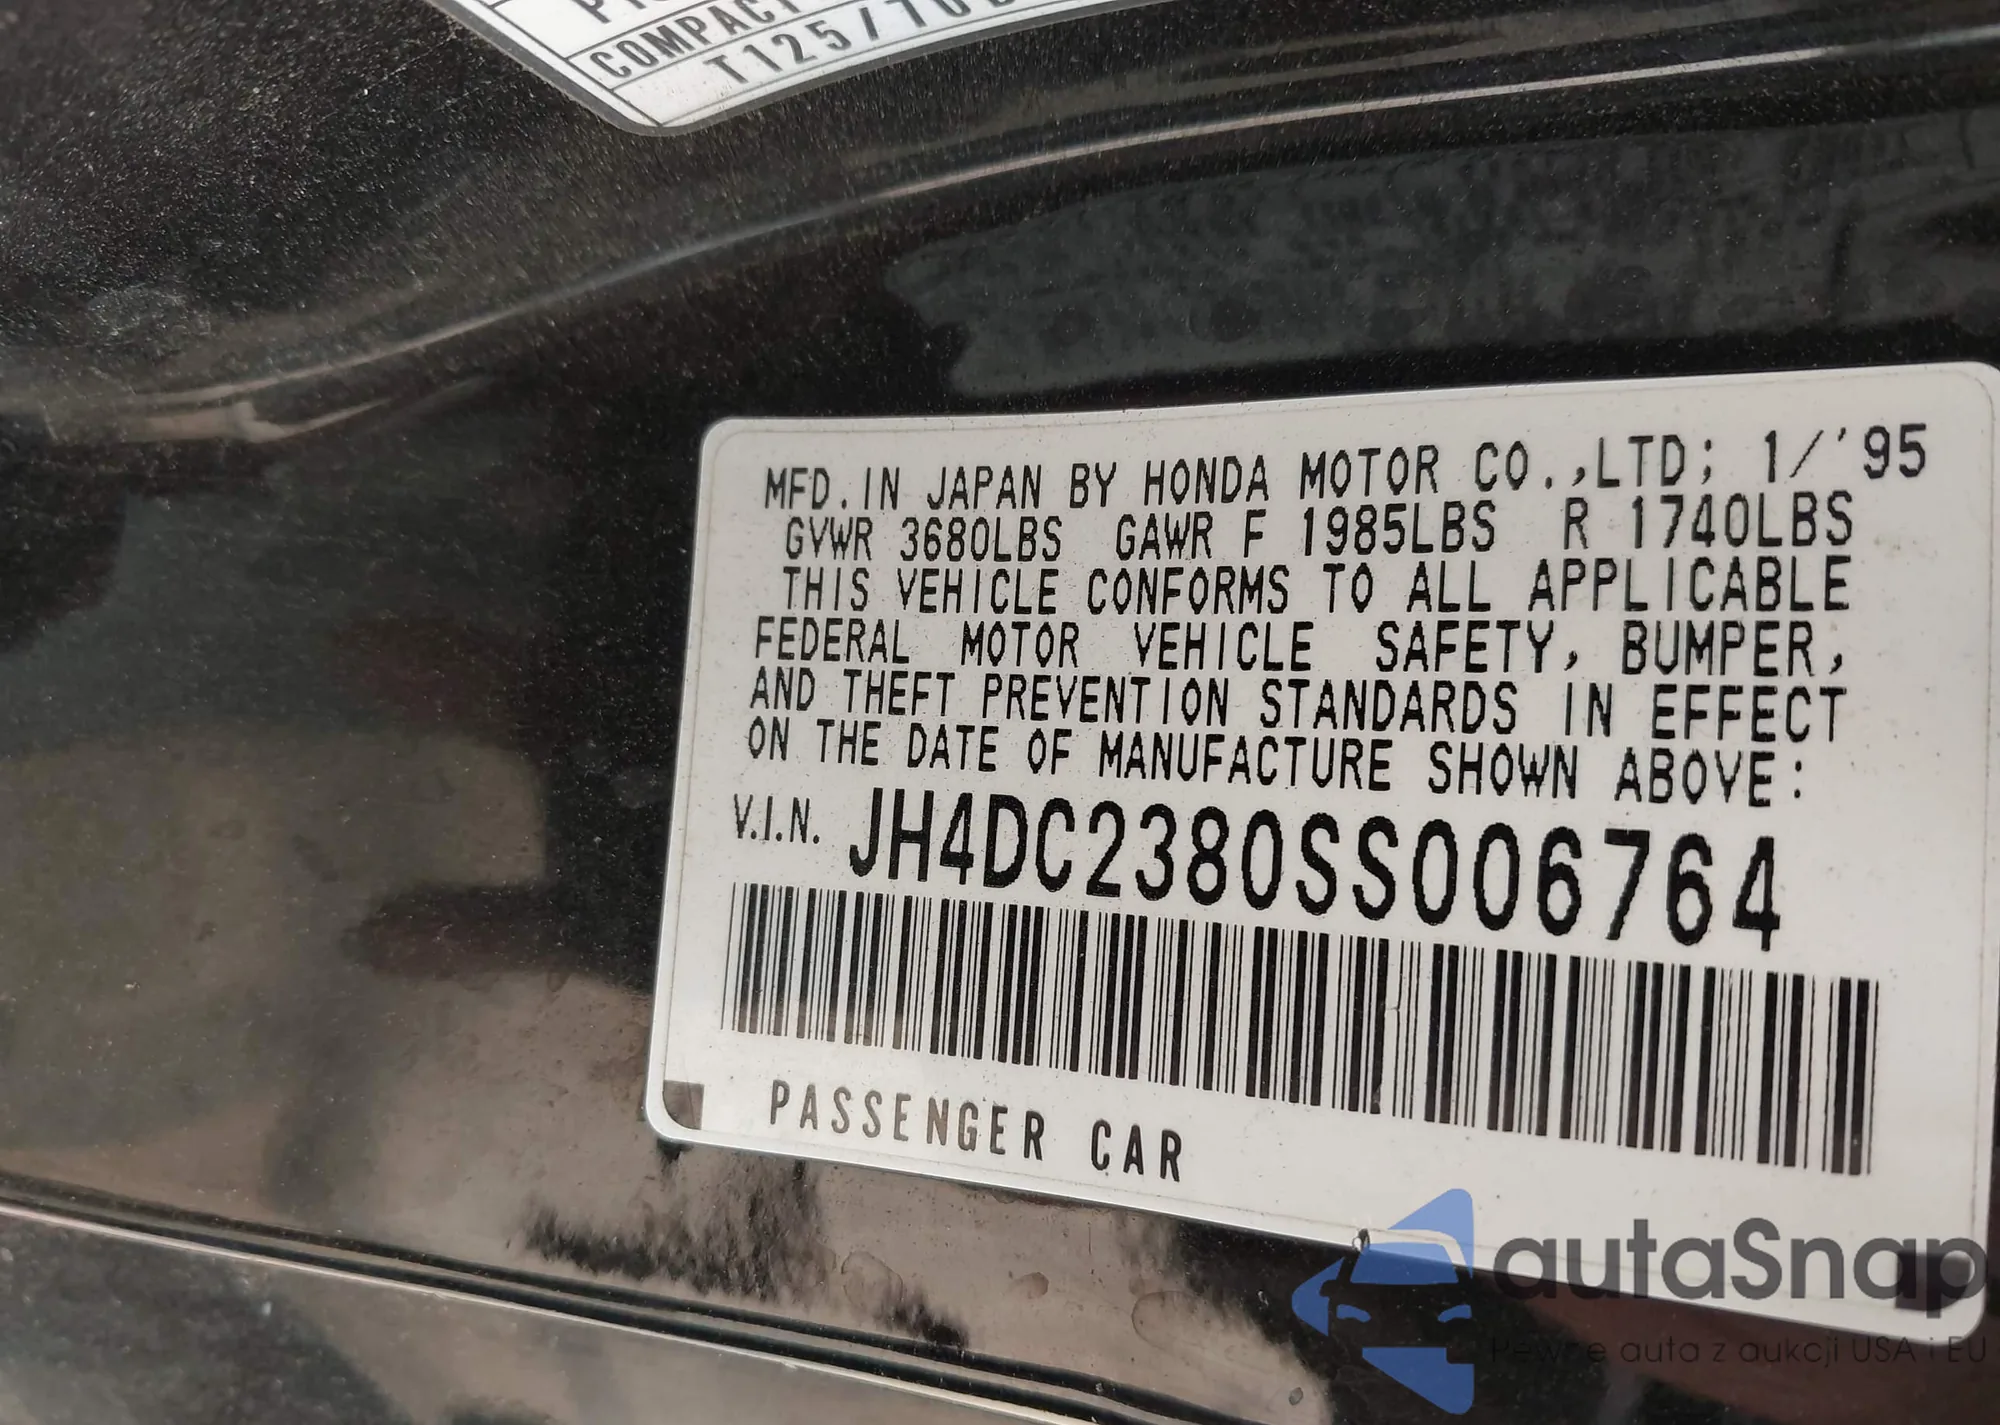 COMPACT
T125/70
MFD. IN JAPAN BY HONDA MOTOR CO.,LTD; 1/'95
GVWR 3680LBS GAWR F 1985LBS R 1740LBS
THIS VEHICLE CONFORMS TO ALL APPLICABLE
FEDERAL MOTOR VEHICLE SAFETY, BUMPER,
AND THEFT PREVENTION STANDARDS IN EFFECT
ON THE DATE OF MANUFACTURE SHOWN ABOVE:
V.I.N. JH4DC2380SS006764
PASSENGER CAR
autaSnap
Pewne auta z aukcji USA i EU